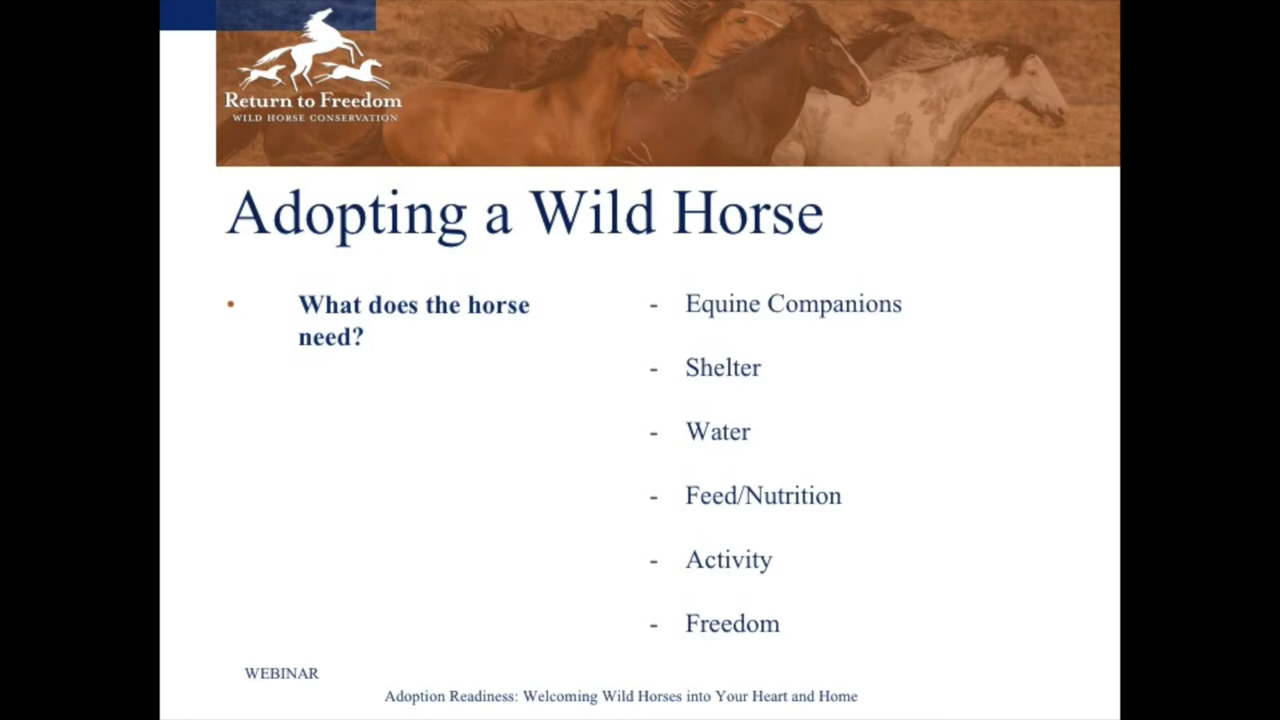 Return to Freedom
WILD HORSE CONSERVATION
Adopting a Wild Horse
• What does the horse
need?
- Equine Companions
- Shelter
- Water
- Feed/Nutrition
- Activity
- Freedom
WEBINAR
Adoption Readiness: Welcoming Wild Horses into Your Heart and Home